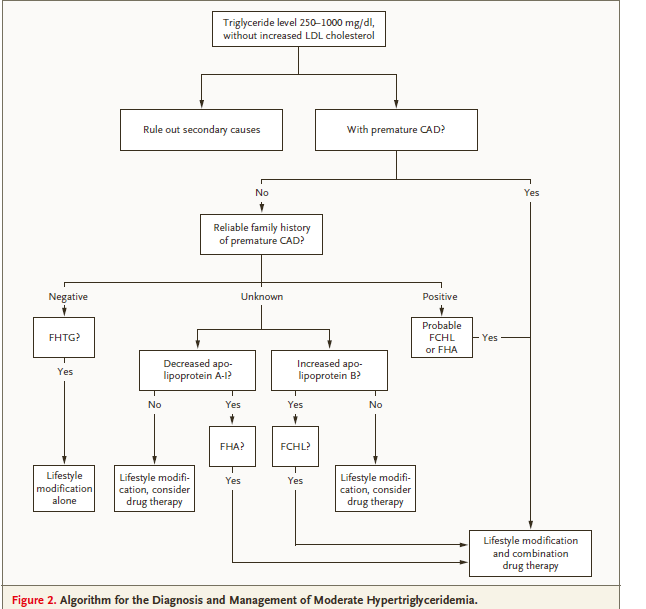 Triglyceride level 250–1000 mg/dl,
without increased LDL cholesterol
Rule out secondary causes
With premature CAD?
No
Yes
Reliable family history
of premature CAD?
Negative
Unknown
Positive
FHTG?
Probable
FCHL
or FHA
Yes
Yes
Decreased apo-
lipoprotein A-I?
Increased apo-
lipoprotein B?
No
Yes
Yes
No
FHA?
FCHL?
Lifestyle
modification
alone
Lifestyle modifi-
cation, consider
drug therapy
Yes
Yes
Lifestyle modifi-
cation, consider
drug therapy
Lifestyle modification
and combination
drug therapy
Figure 2. Algorithm for the Diagnosis and Management of Moderate Hypertriglyceridemia.